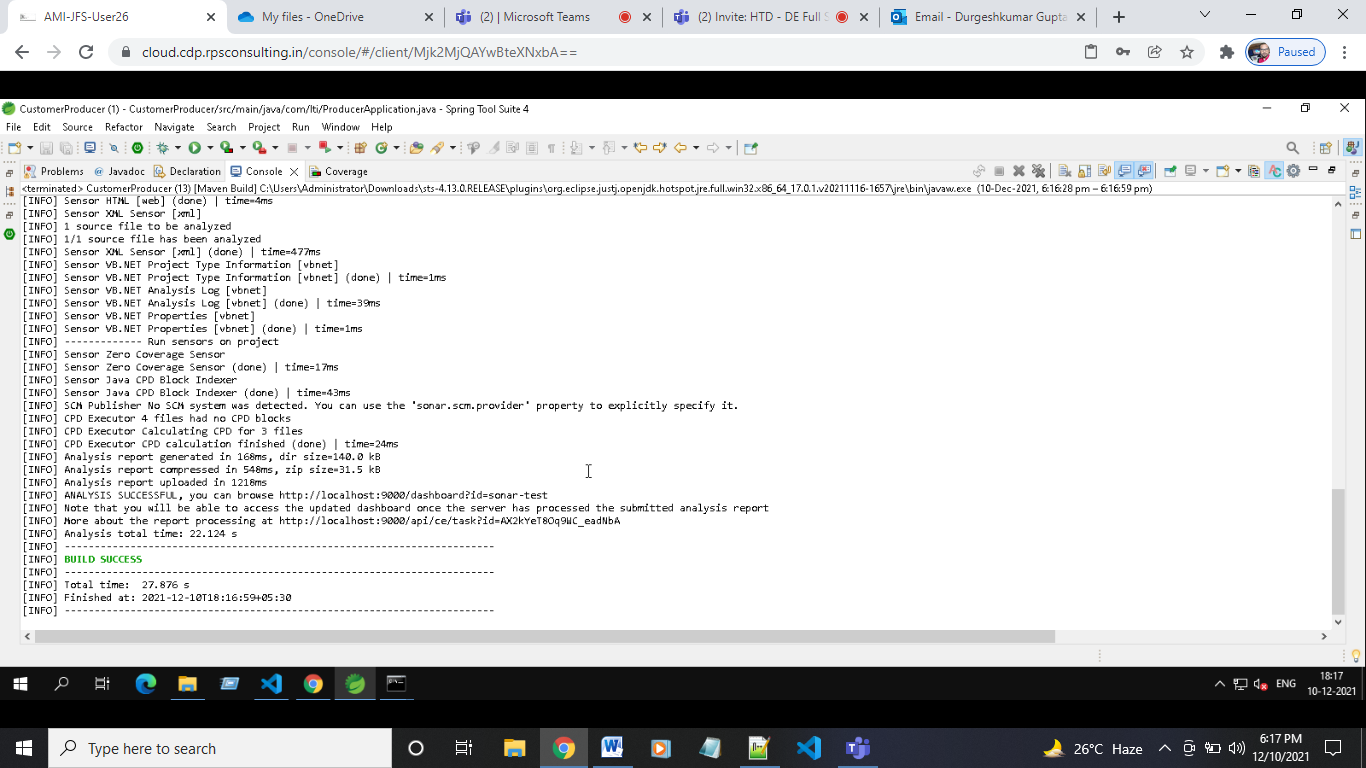 AMI-JFS-User26
My files - OneDrive
(2) | Microsoft Teams
(2) Invite: HTD - DE Full S
Email - Durgeshkumar Gupta
cloud.cdp.rpsconsulting.in/console/#/client/Mjk2MjQAYwBteXNxbA==
Paused
CustomerProducer (1) - CustomerProducer/src/main/java/com/lti/ProducerApplication.java - Spring Tool Suite 4
File Edit Source Refactor Navigate Search Project Run Window Help
Problems @ Javadoc Declaration Console Coverage
<terminated> CustomerProducer (13) [Maven Build] C:\Users\Administrator\Downloads\sts-4.13.0.RELEASE\plugins\org.eclipse.justj.openjdk.hotspot.jre.full.win32.x86_64_17.0.1.v20211116-1657\jre\bin\javaw.exe (10-Dec-2021, 6:16:28 pm – 6:16:59 pm)
[INFO] Sensor HTML [web] (done) | time=4ms
[INFO] Sensor XML Sensor [xml]
[INFO] 1 source file to be analyzed
[INFO] 1/1 source file has been analyzed
[INFO] Sensor XML Sensor [xml] (done) | time=477ms
[INFO] Sensor VB.NET Project Type Information [vbnet]
[INFO] Sensor VB.NET Project Type Information [vbnet] (done) | time=1ms
[INFO] Sensor VB.NET Analysis Log [vbnet]
[INFO] Sensor VB.NET Analysis Log [vbnet] (done) | time=39ms
[INFO] Sensor VB.NET Properties [vbnet]
[INFO] Sensor VB.NET Properties [vbnet] (done) | time=1ms
[INFO] ------------- Run sensors on project
[INFO] Sensor Zero Coverage Sensor
[INFO] Sensor Zero Coverage Sensor (done) | time=17ms
[INFO] Sensor Java CPD Block Indexer
[INFO] Sensor Java CPD Block Indexer (done) | time=43ms
[INFO] SCM Publisher No SCM system was detected. You can use the 'sonar.scm.provider' property to explicitly specify it.
[INFO] CPD Executor 4 files had no CPD blocks
[INFO] CPD Executor Calculating CPD for 3 files
[INFO] CPD Executor CPD calculation finished (done) | time=24ms
[INFO] Analysis report generated in 168ms, dir size=140.0 kB
[INFO] Analysis report compressed in 548ms, zip size=31.5 kB
[INFO] Analysis report uploaded in 1218ms
[INFO] ANALYSIS SUCCESSFUL, you can browse http://localhost:9000/dashboard?id=sonar-test
[INFO] Note that you will be able to access the updated dashboard once the server has processed the submitted analysis report
[INFO] More about the report processing at http://localhost:9000/api/ce/task?id=AX2kYeT8Oq9WC_eadNbA
[INFO] Analysis total time: 22.124 s
[INFO] ------------------------------------------------------------------------
[INFO] BUILD SUCCESS
[INFO] ------------------------------------------------------------------------
[INFO] Total time: 27.876 s
[INFO] Finished at: 2021-12-10T18:16:59+05:30
[INFO] ------------------------------------------------------------------------
ENG
18:17
10-12-2021
Type here to search
26°C Haze
6:17 PM
12/10/2021